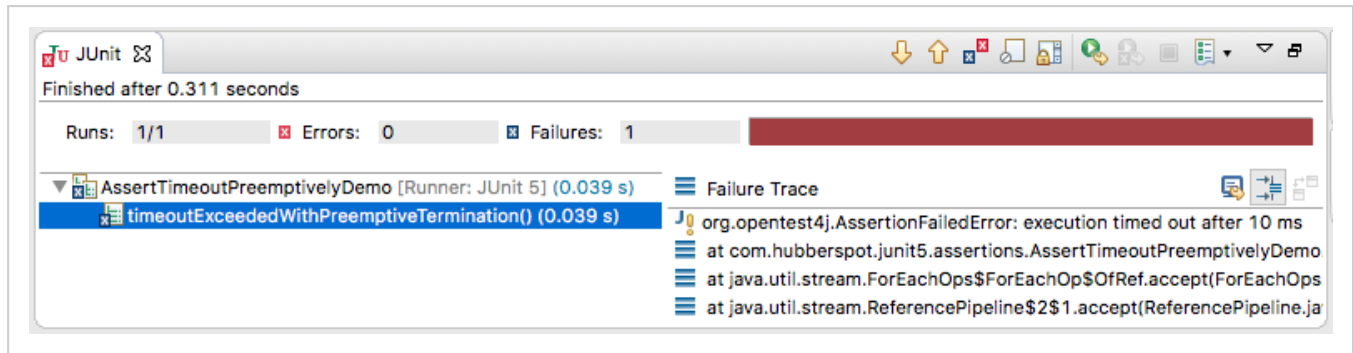 JUnit
Finished after 0.311 seconds
Runs: 1/1 Errors: 0 Failures: 1
AssertTimeoutPreemptivelyDemo [Runner: JUnit 5] (0.039 s)
timeoutExceededWithPreemptiveTermination() (0.039 s)
Failure Trace
org.opentest4j.AssertionFailedError: execution timed out after 10 ms
at com.hubberspot.junit5.assertions.AssertTimeoutPreemptivelyDemo
at java.util.stream.ForEachOps$ForEachOp$OfRef.accept(ForEachOps
at java.util.stream.ReferencePipeline$2$1.accept(ReferencePipeline.ja